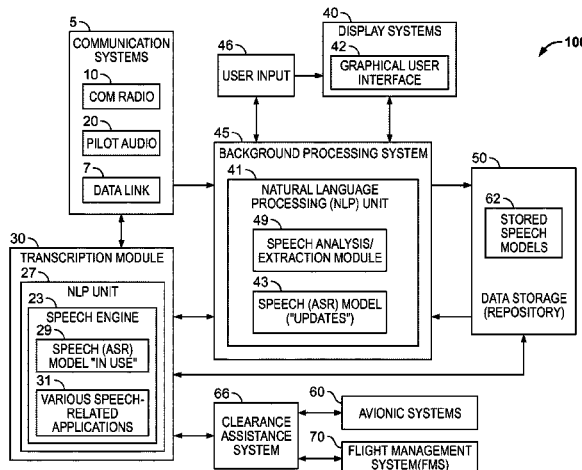 5
COMMUNICATION
SYSTEMS
10
COM RADIO
20
PILOT AUDIO
7
DATA LINK
46
USER INPUT
40
DISPLAY SYSTEMS
42
GRAPHICAL USER
INTERFACE
100
45
BACKGROUND PROCESSING SYSTEM
41
NATURAL LANGUAGE
PROCESSING (NLP) UNIT
49
SPEECH ANALYSIS/
EXTRACTION MODULE
43
SPEECH (ASR) MODEL
("UPDATES")
50
62
STORED
SPEECH
MODELS
DATA STORAGE
(REPOSITORY)
30
TRANSCRIPTION MODULE
27
NLP UNIT
23
SPEECH ENGINE
29
SPEECH (ASR)
MODEL "IN USE"
31
VARIOUS SPEECH-
RELATED
APPLICATIONS
66
CLEARANCE
ASSISTANCE
SYSTEM
60
AVIONIC SYSTEMS
70
FLIGHT MANAGEMENT
SYSTEM(FMS)